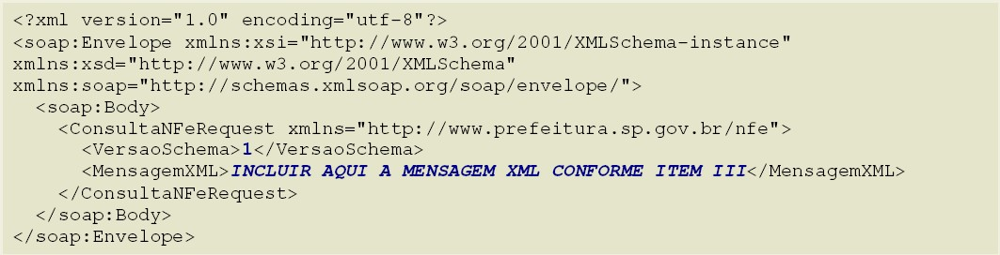 <?xml version="1.0" encoding="utf-8"?>
<soap:Envelope xmlns:xsi="http://www.w3.org/2001/XMLSchema-instance"
xmlns:xsd="http://www.w3.org/2001/XMLSchema"
xmlns:soap="http://schemas.xmlsoap.org/soap/envelope/">
  <soap:Body>
    <ConsultaNFeRequest xmlns="http://www.prefeitura.sp.gov.br/nfe">
      <VersaoSchema>1</VersaoSchema>
      <MensagemXML>INCLUIR AQUI A MENSAGEM XML CONFORME ITEM III</MensagemXML>
    </ConsultaNFeRequest>
  </soap:Body>
</soap:Envelope>